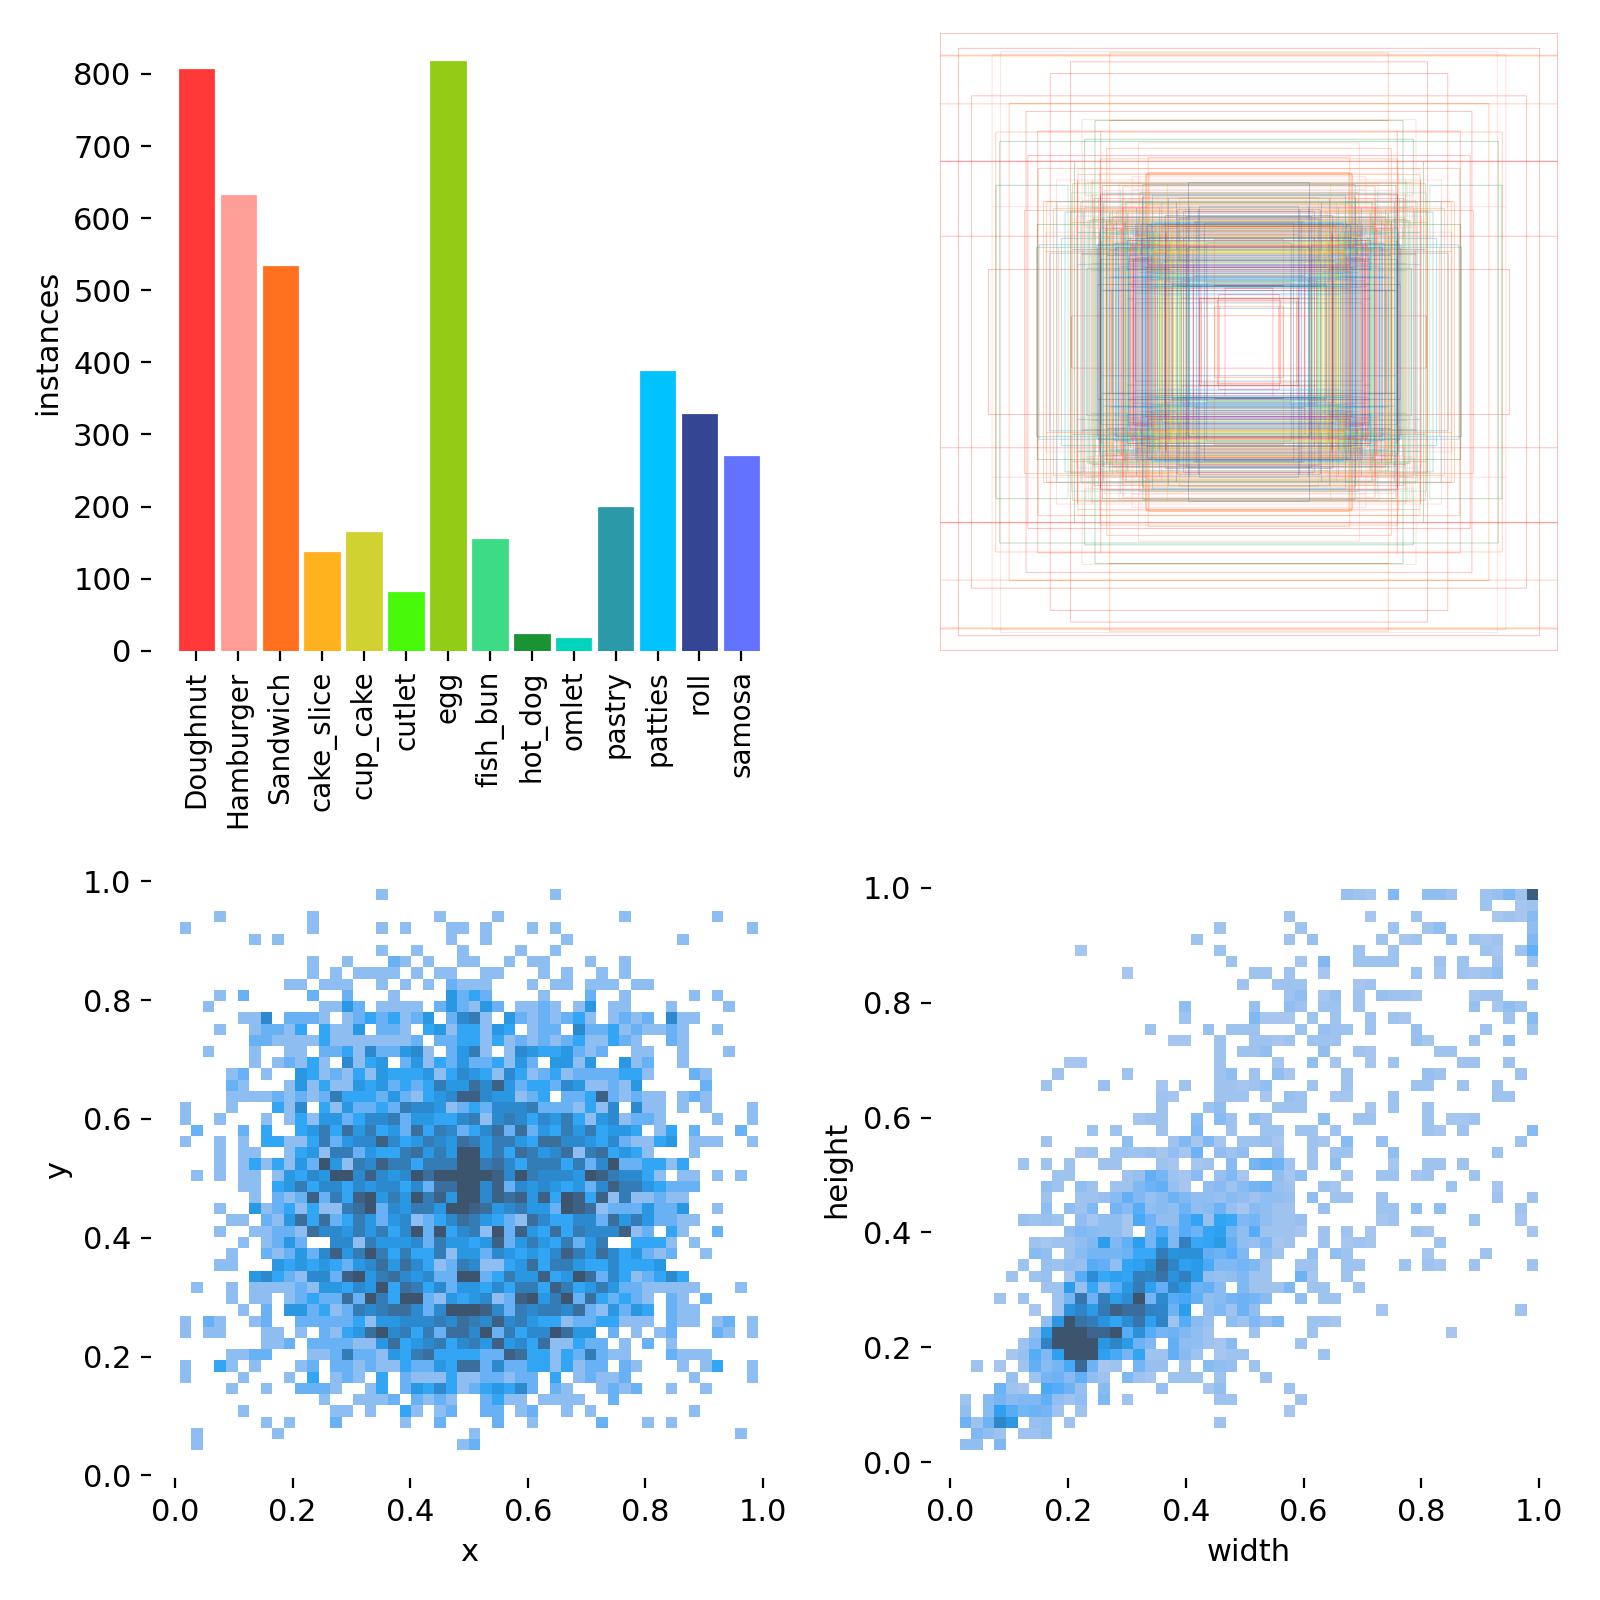 800
700
600
500
400
300
200
100
0
instances
Doughnut
Hamburger
Sandwich
cake_slice
cup_cake
cutlet
egg
fish_bun
hot_dog
omlet
pastry
patties
roll
samosa
1.0
0.8
0.6
0.4
0.2
0.0
y
0.0 0.2 0.4 0.6 0.8 1.0
x
1.0
0.8
0.6
0.4
0.2
0.0
height
0.0 0.2 0.4 0.6 0.8 1.0
width